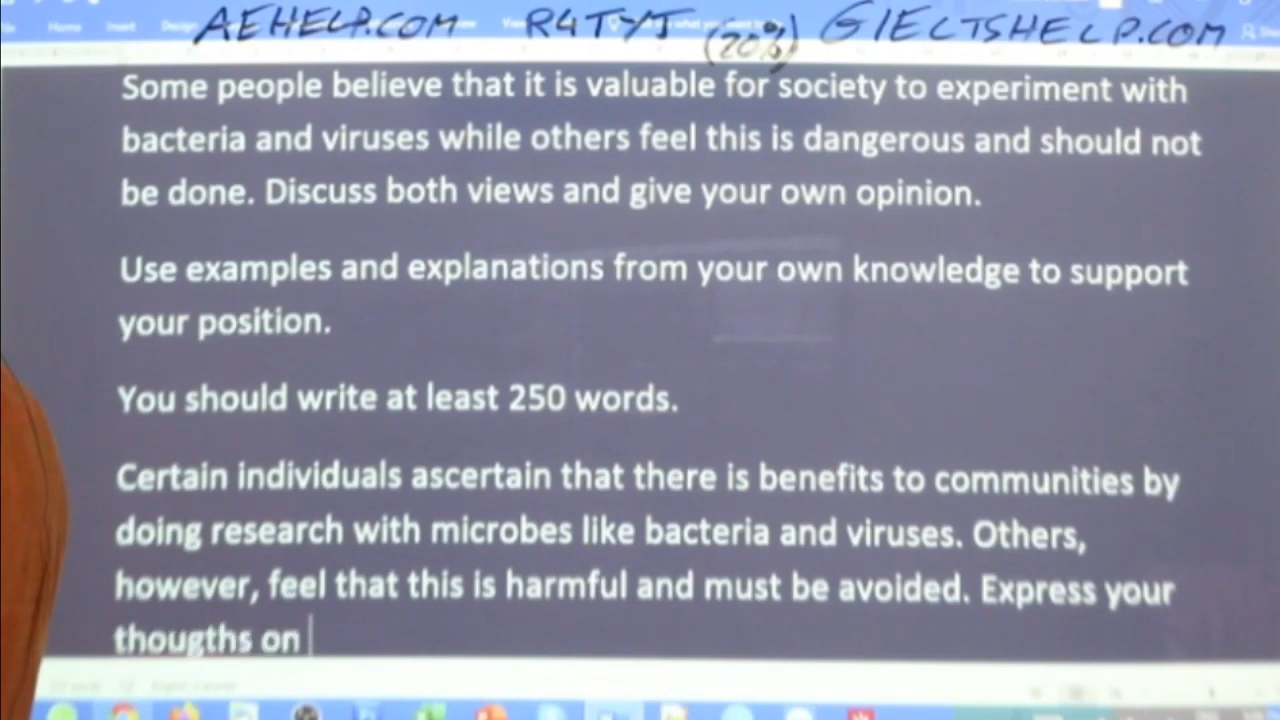 AEHELP.COM R4TYJ (20%) GIELTSHELP.COM
Home Insert Design
Some people believe that it is valuable for society to experiment with
bacteria and viruses while others feel this is dangerous and should not
be done. Discuss both views and give your own opinion.
Use examples and explanations from your own knowledge to support
your position.
You should write at least 250 words.
Certain individuals ascertain that there is benefits to communities by
doing research with microbes like bacteria and viruses. Others,
however, feel that this is harmful and must be avoided. Express your
thougths on